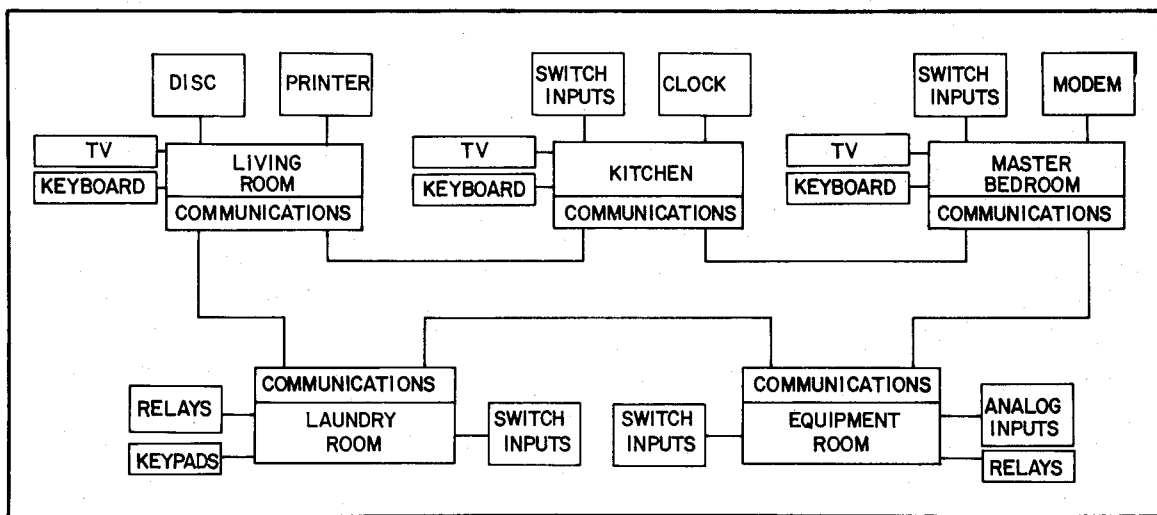 DISC
PRINTER
TV
KEYBOARD
LIVING
ROOM
COMMUNICATIONS
SWITCH
INPUTS
CLOCK
TV
KEYBOARD
KITCHEN
COMMUNICATIONS
SWITCH
INPUTS
MODEM
TV
KEYBOARD
MASTER
BEDROOM
COMMUNICATIONS
COMMUNICATIONS
LAUNDRY
ROOM
RELAYS
KEYPADS
SWITCH
INPUTS
SWITCH
INPUTS
COMMUNICATIONS
EQUIPMENT
ROOM
ANALOG
INPUTS
RELAYS